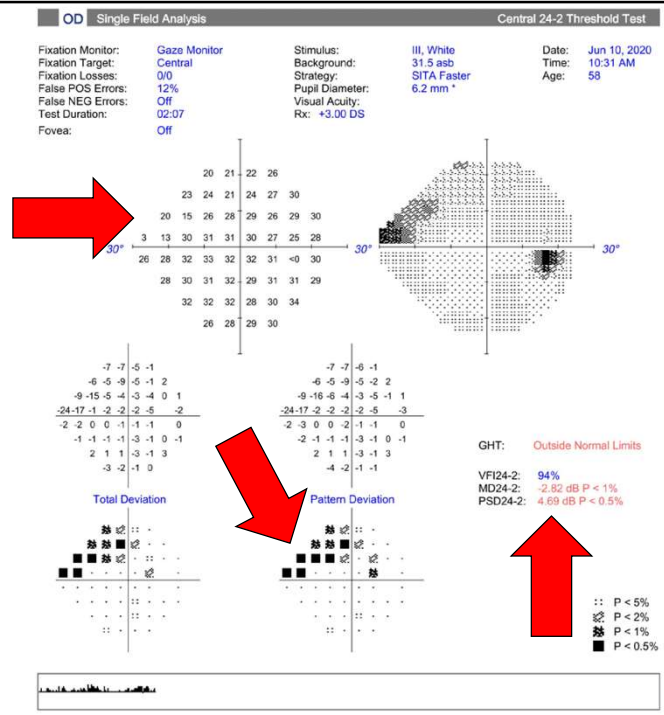 OD Single Field Analysis Central 24-2 Threshold Test
Fixation Monitor: Gaze Monitor Stimulus: III, White Date: Jun 10, 2020
Fixation Target: Central Background: 31.5 asb Time: 10:31 AM
Fixation Losses: 0/0 Strategy: SITA Faster Age: 58
False POS Errors: 12% Pupil Diameter: 6.2 mm *
False NEG Errors: Off Visual Acuity:
Test Duration: 02:07 Rx: +3.00 DS
Fovea: Off
20 21 22 26
23 24 21 24 27 30
20 15 26 28 29 26 29 30
3 13 30 31 31 30 27 25 28
30° 30° 30°
26 28 32 33 32 32 31 <0 30
28 30 31 32 29 31 31 29
32 32 32 28 30 34
26 28 29 30
-7 -7 -5 -1 -7 -7 -6 -1
-6 -5 -9 -5 -1 2 -6 -5 -9 -5 -2 2
-9 -15 -5 -4 -3 -4 0 1 -9 -16 -6 -4 -3 -5 -1 1
-24 -17 -1 -2 -2 -2 -5 -2 -24 -17 -2 -2 -2 -2 -5 -3
-2 -2 0 0 -1 -1 -1 0 -2 -3 0 0 -2 -1 -1 0
-1 -1 -1 -1 -3 -1 0 -1 -2 -1 -1 -1 -3 -1 0 -1
2 1 1 -3 -1 3 1 1 1 -3 -1 3
-3 -2 -1 0 -4 -2 -1 -1
GHT: Outside Normal Limits
VFI24-2: 94%
MD24-2: -2.82 dB P < 1%
PSD24-2: 4.69 dB P < 0.5%
Total Deviation Pattern Deviation
P < 5%
P < 2%
P < 1%
P < 0.5%